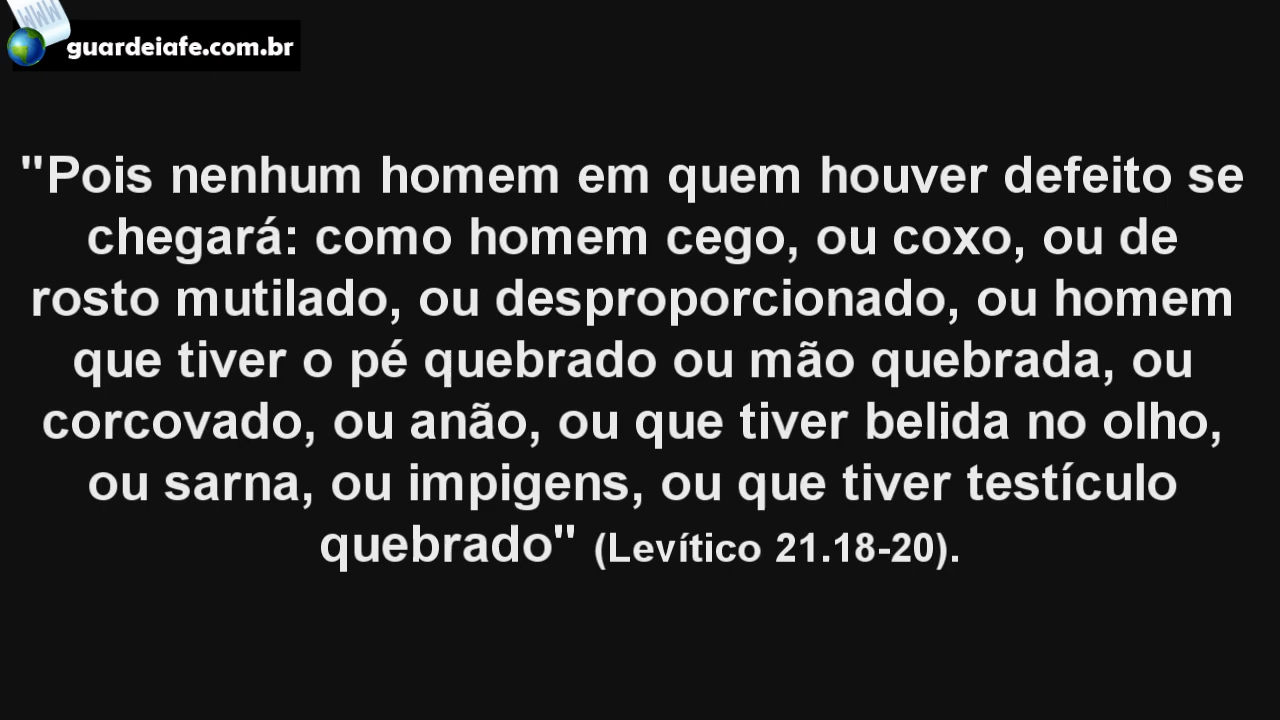 WWW
guardeiafe.com.br
"Pois nenhum homem em quem houver defeito se
chegará: como homem cego, ou coxo, ou de
rosto mutilado, ou desproporcionado, ou homem
que tiver o pé quebrado ou mão quebrada, ou
corcovado, ou anão, ou que tiver belida no olho,
ou sarna, ou impigens, ou que tiver testículo
quebrado" (Levítico 21.18-20).